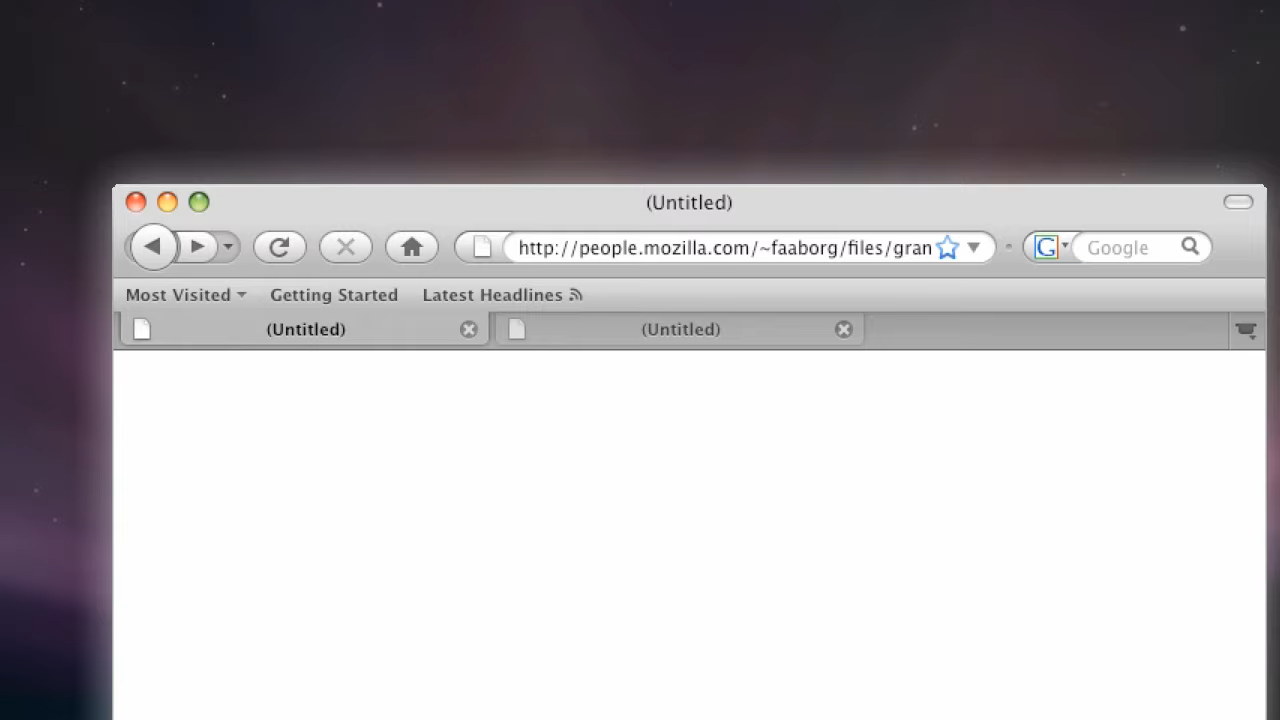 (Untitled)
http://people.mozilla.com/~faaborg/files/gran
G Google
Most Visited Getting Started Latest Headlines
(Untitled) (Untitled)